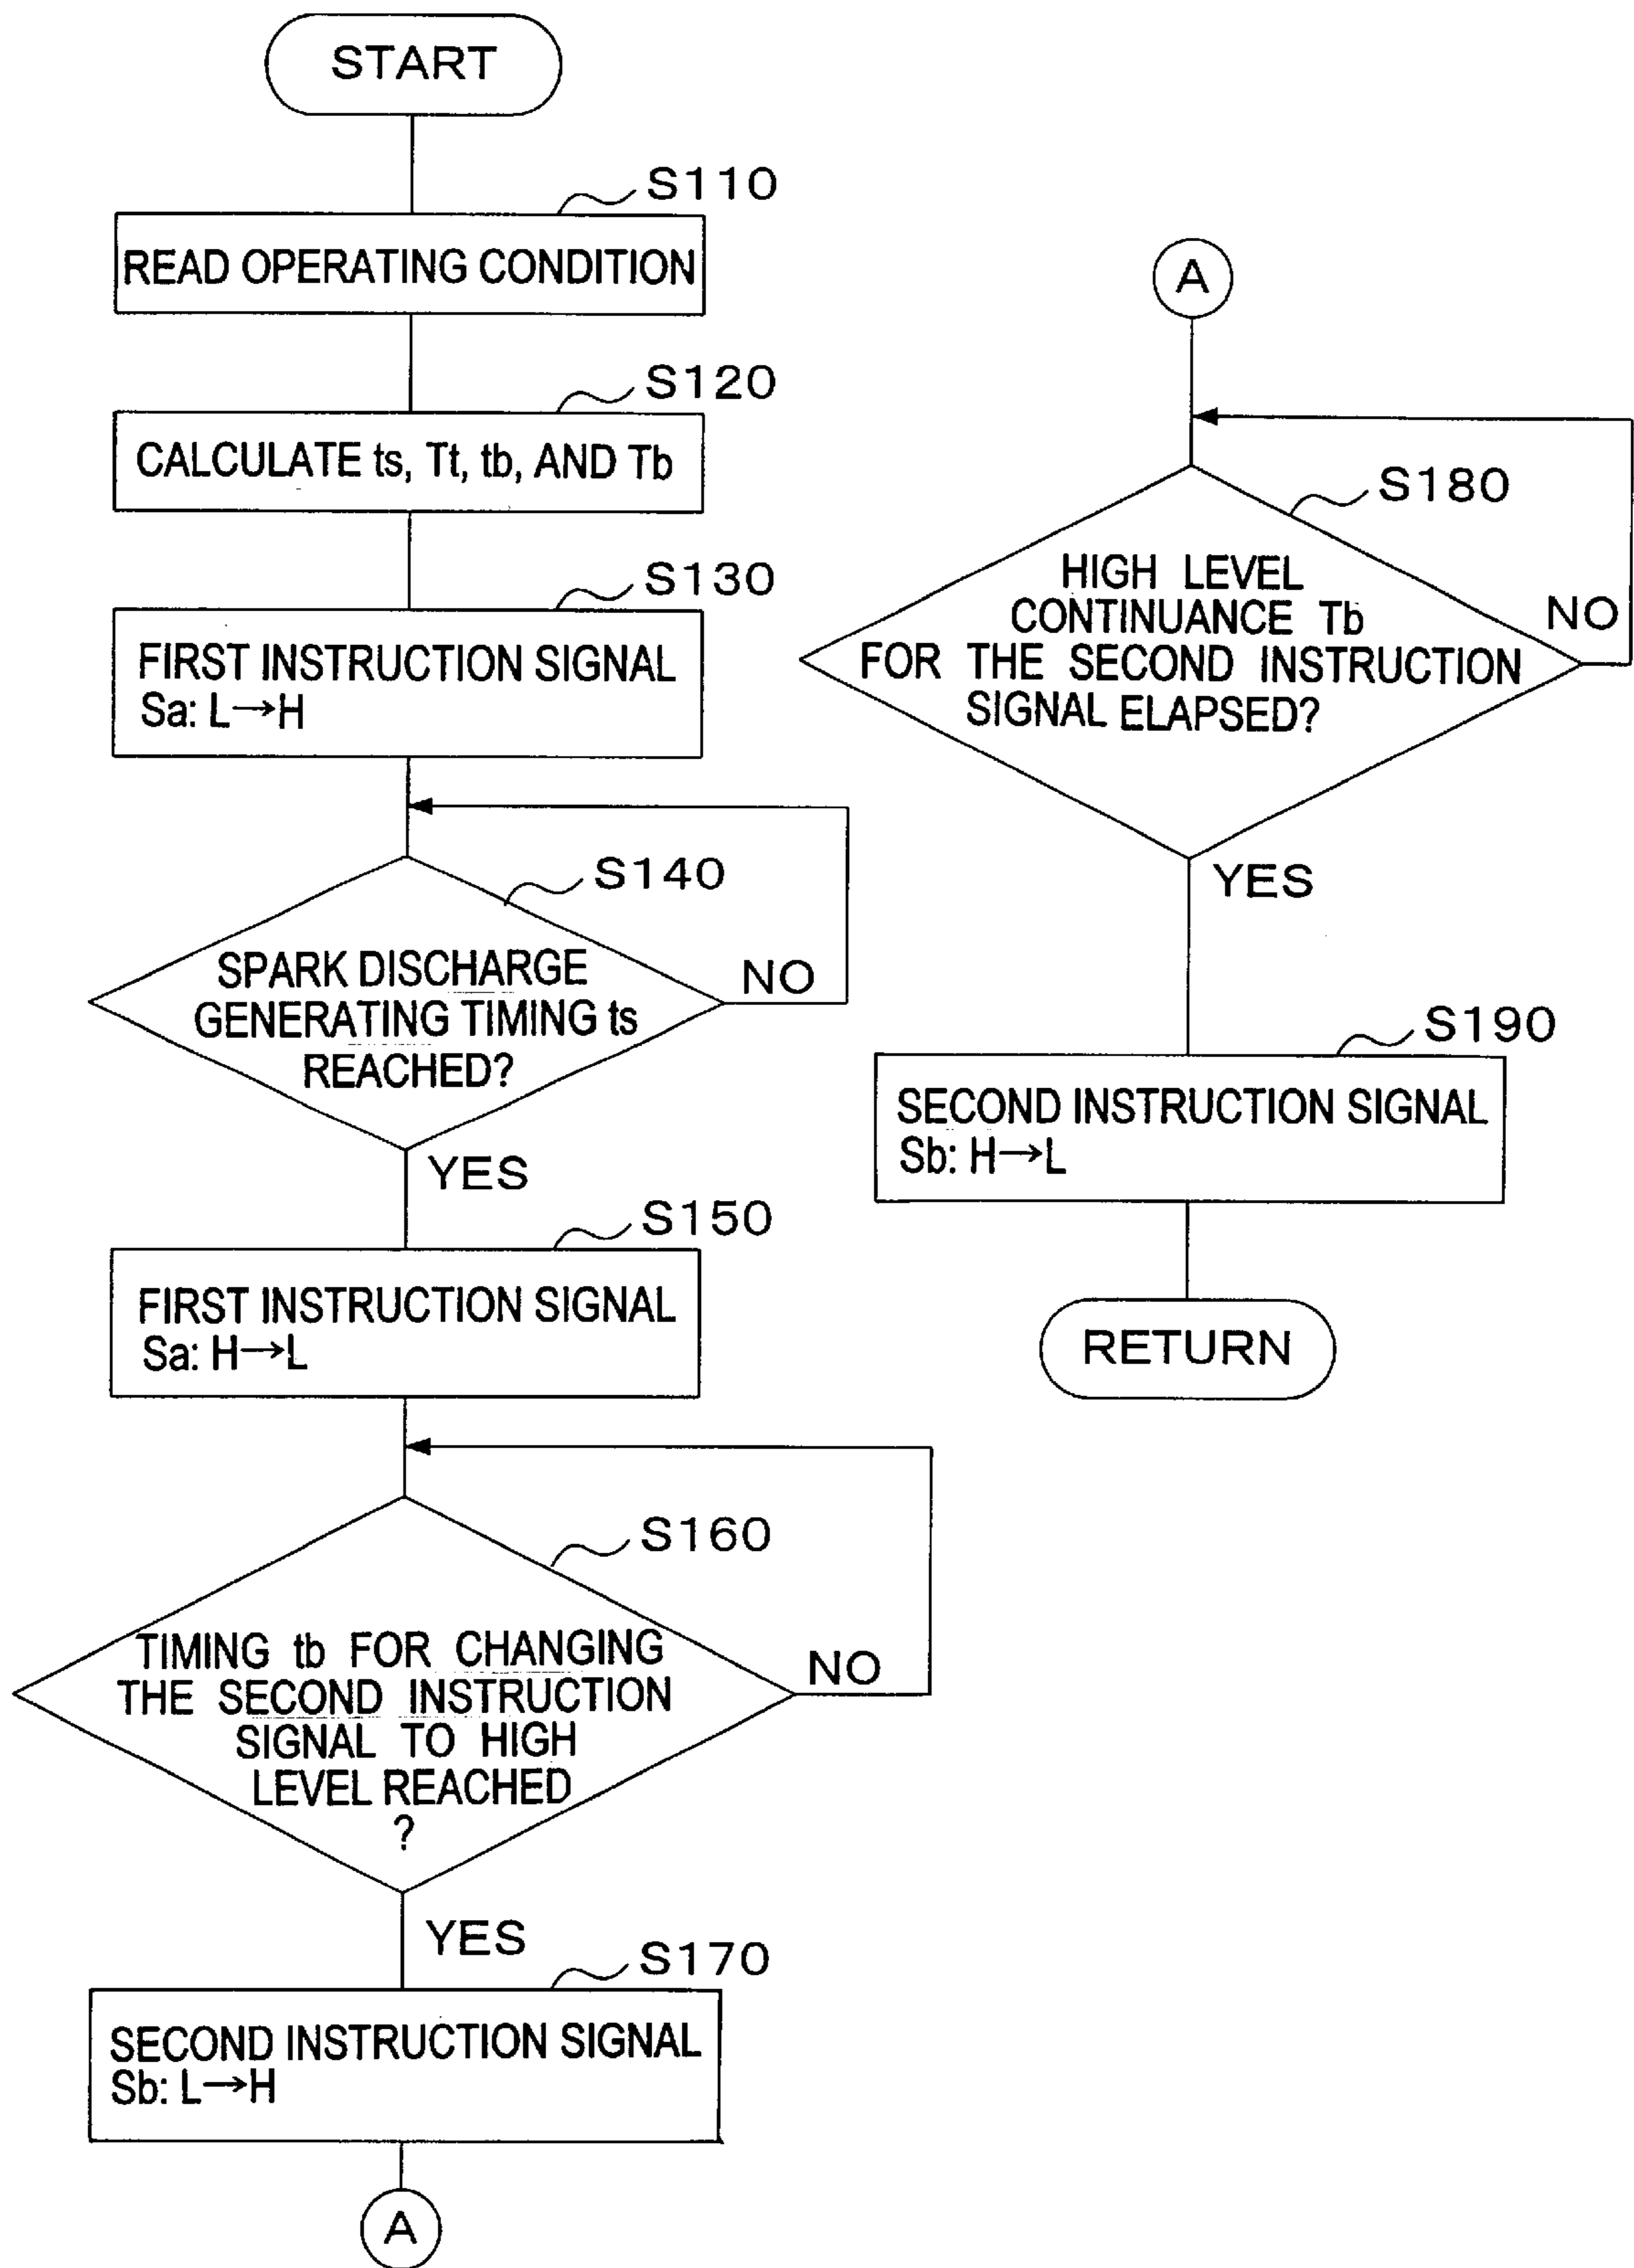 START
S110
READ OPERATING CONDITION
S120
CALCULATE ts, Tt, tb, AND Tb
S130
FIRST INSTRUCTION SIGNAL
Sa: L→H
S140
SPARK DISCHARGE
GENERATING TIMING ts
REACHED?
NO
YES
S150
FIRST INSTRUCTION SIGNAL
Sa: H→L
S160
TIMING tb FOR CHANGING
THE SECOND INSTRUCTION
SIGNAL TO HIGH
LEVEL REACHED
?
NO
YES
S170
SECOND INSTRUCTION SIGNAL
Sb: L→H
A
A
S180
HIGH LEVEL
CONTINUANCE Tb
FOR THE SECOND INSTRUCTION
SIGNAL ELAPSED?
NO
YES
S190
SECOND INSTRUCTION SIGNAL
Sb: H→L
RETURN